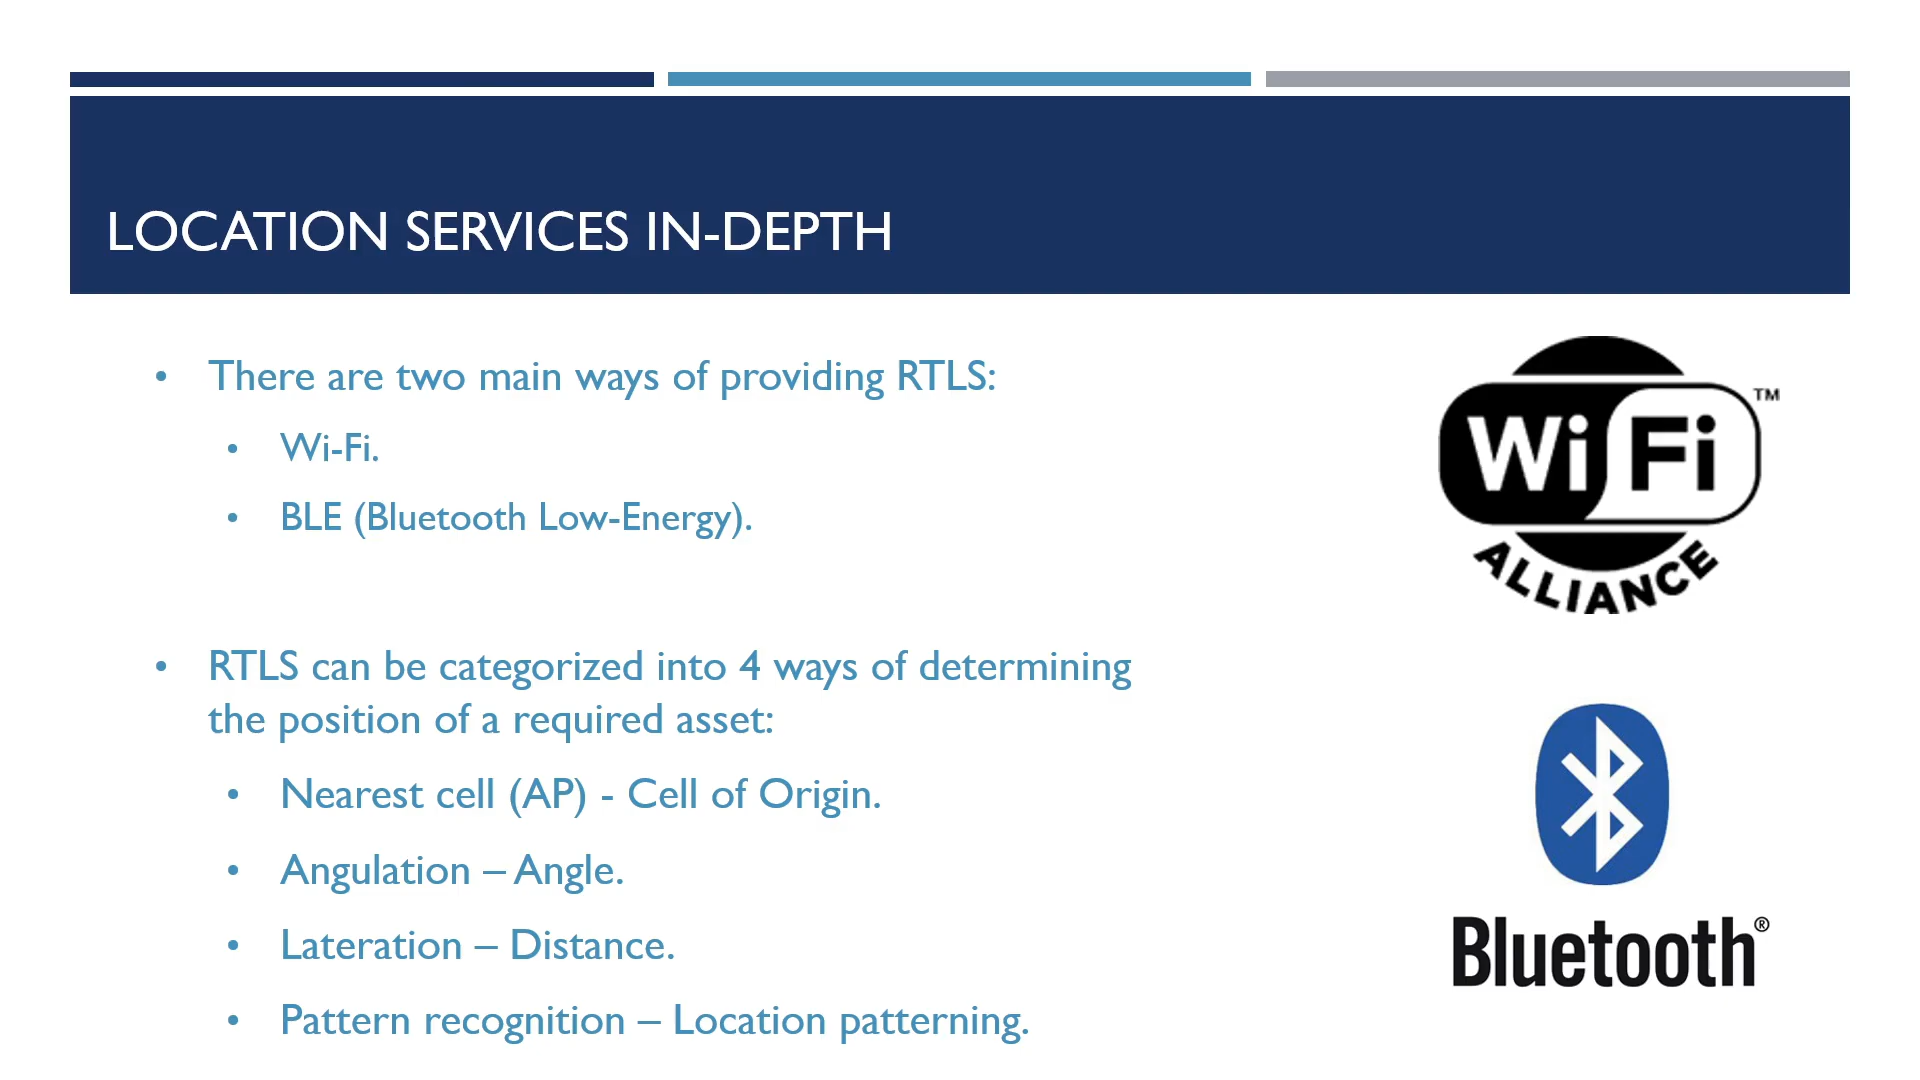 LOCATION SERVICES IN-DEPTH
• There are two main ways of providing RTLS:
• Wi-Fi.
• BLE (Bluetooth Low-Energy).
• RTLS can be categorized into 4 ways of determining
the position of a required asset:
• Nearest cell (AP) - Cell of Origin.
• Angulation – Angle.
• Lateration – Distance.
• Pattern recognition – Location patterning.
Wi Fi ™
ALLIANCE
Bluetooth®